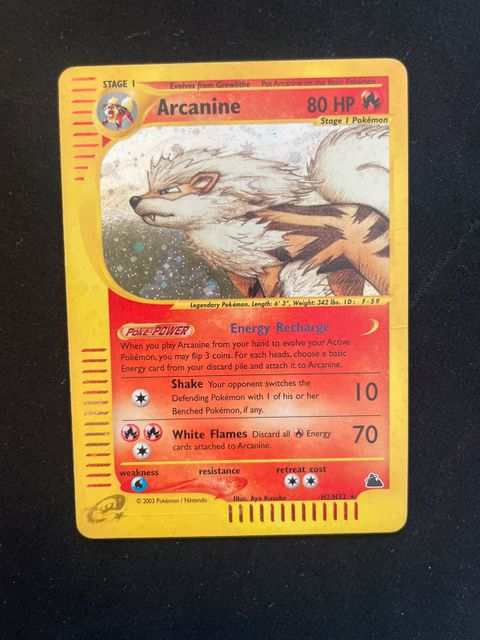 STAGE 1 Evolves from Growlithe Put Arcanine on the Basic Pokémon
Arcanine 80 HP
Stage 1 Pokémon
Legendary Pokémon. Length: 6' 3", Weight: 342 lbs. ID: F-59
Poké-POWER Energy Recharge
When you play Arcanine from your hand to evolve your Active
Pokémon, you may flip 3 coins. For each heads, choose a basic
Energy card from your discard pile and attach it to Arcanine.
Shake Your opponent switches the
Defending Pokémon with 1 of his or her
Benched Pokémon, if any.
10
White Flames Discard all Energy
cards attached to Arcanine.
70
weakness resistance retreat cost
© 2003 Pokémon / Nintendo Illus. Aya Kusube H2/H32 ★
e